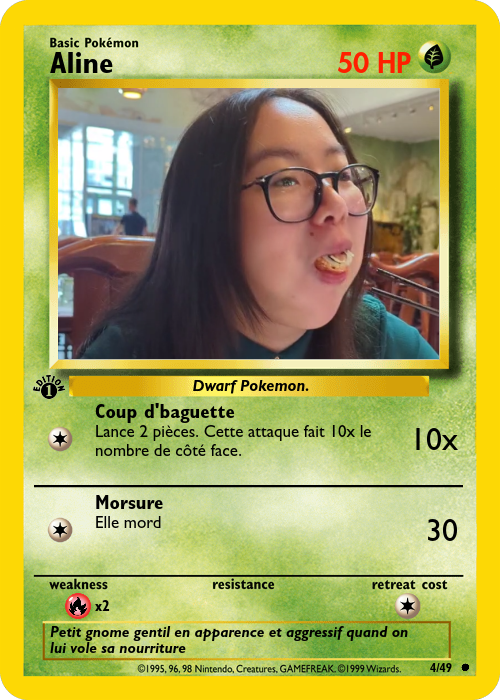 Basic Pokémon
Aline
50 HP
EDITION
1
Dwarf Pokemon.
Coup d'baguette
Lance 2 pièces. Cette attaque fait 10x le
nombre de côté face.
10x
Morsure
Elle mord
30
weakness resistance retreat cost
x2
Petit gnome gentil en apparence et aggressif quand on
lui vole sa nourriture
©1995, 96, 98 Nintendo, Creatures, GAMEFREAK. ©1999 Wizards. 4/49